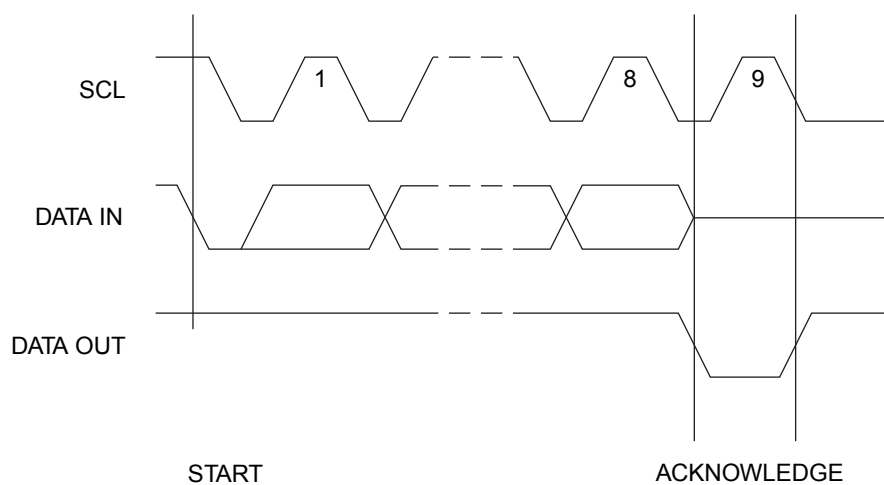 SCL
1
8
9
DATA IN
DATA OUT
START
ACKNOWLEDGE